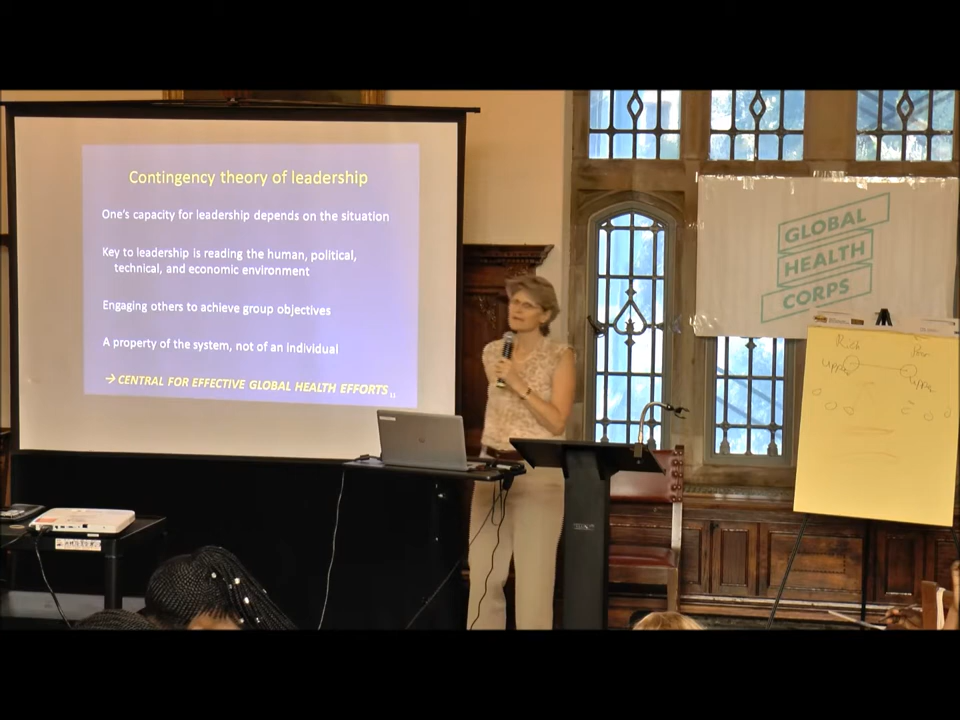 Contingency theory of leadership
One's capacity for leadership depends on the situation
Key to leadership is reading the human, political,
technical, and economic environment
Engaging others to achieve group objectives
A property of the system, not of an individual
→ CENTRAL FOR EFFECTIVE GLOBAL HEALTH EFFORTS
11
GLOBAL
HEALTH
CORPS
Rich
Poor